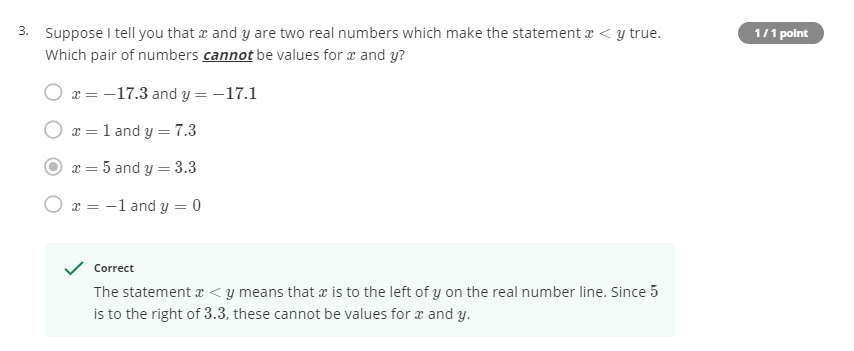 3. Suppose I tell you that x and y are two real numbers which make the statement x < y true.
1 / 1 point
Which pair of numbers cannot be values for x and y?
x = −17.3 and y = −17.1
x = 1 and y = 7.3
x = 5 and y = 3.3
x = −1 and y = 0
Correct
The statement x < y means that x is to the left of y on the real number line. Since 5
is to the right of 3.3, these cannot be values for x and y.